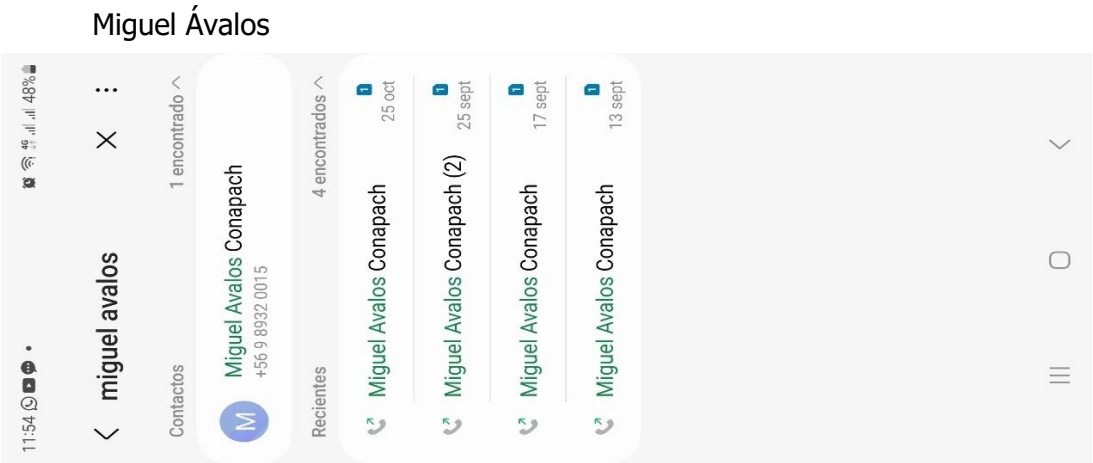 Miguel Ávalos
11:54
4G 48%
miguel avalos
Contactos 1 encontrado
M
Miguel Avalos Conapach
+56 9 8932 0015
Recientes 4 encontrados
Miguel Avalos Conapach 1
25 oct
Miguel Avalos Conapach (2) 1
25 sept
Miguel Avalos Conapach 1
17 sept
Miguel Avalos Conapach 1
13 sept